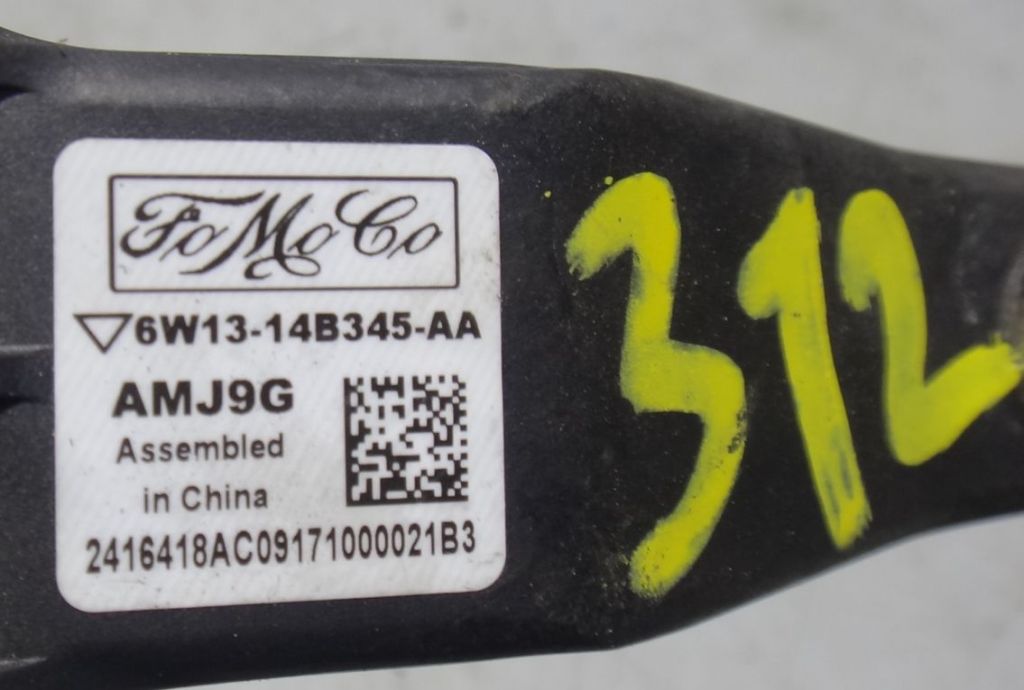 FoMoCo
6W13-14B345-AA
AMJ9G
Assembled
in China
2416418AC09171000021B3
312